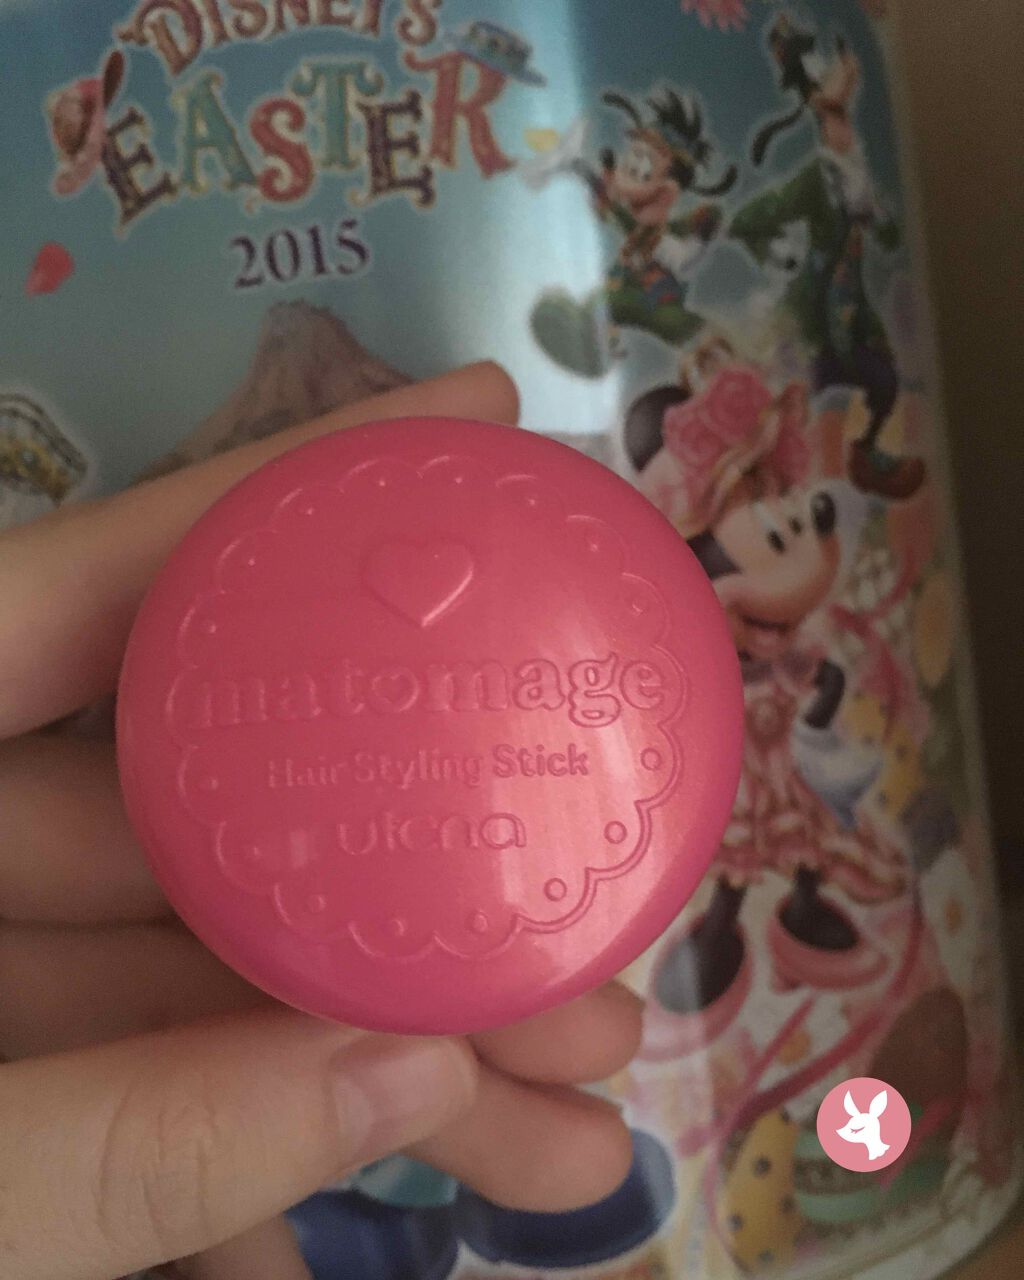 DISNEY'S
EASTER
2015
matomage
Hair Styling Stick
utena